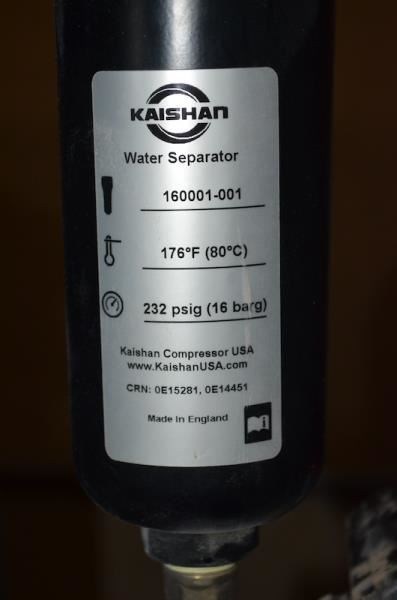 KAISHAN
Water Separator
160001-001
176°F (80°C)
232 psig (16 barg)
Kaishan Compressor USA
www.KaishanUSA.com
CRN: 0E15281, 0E14451
Made In England